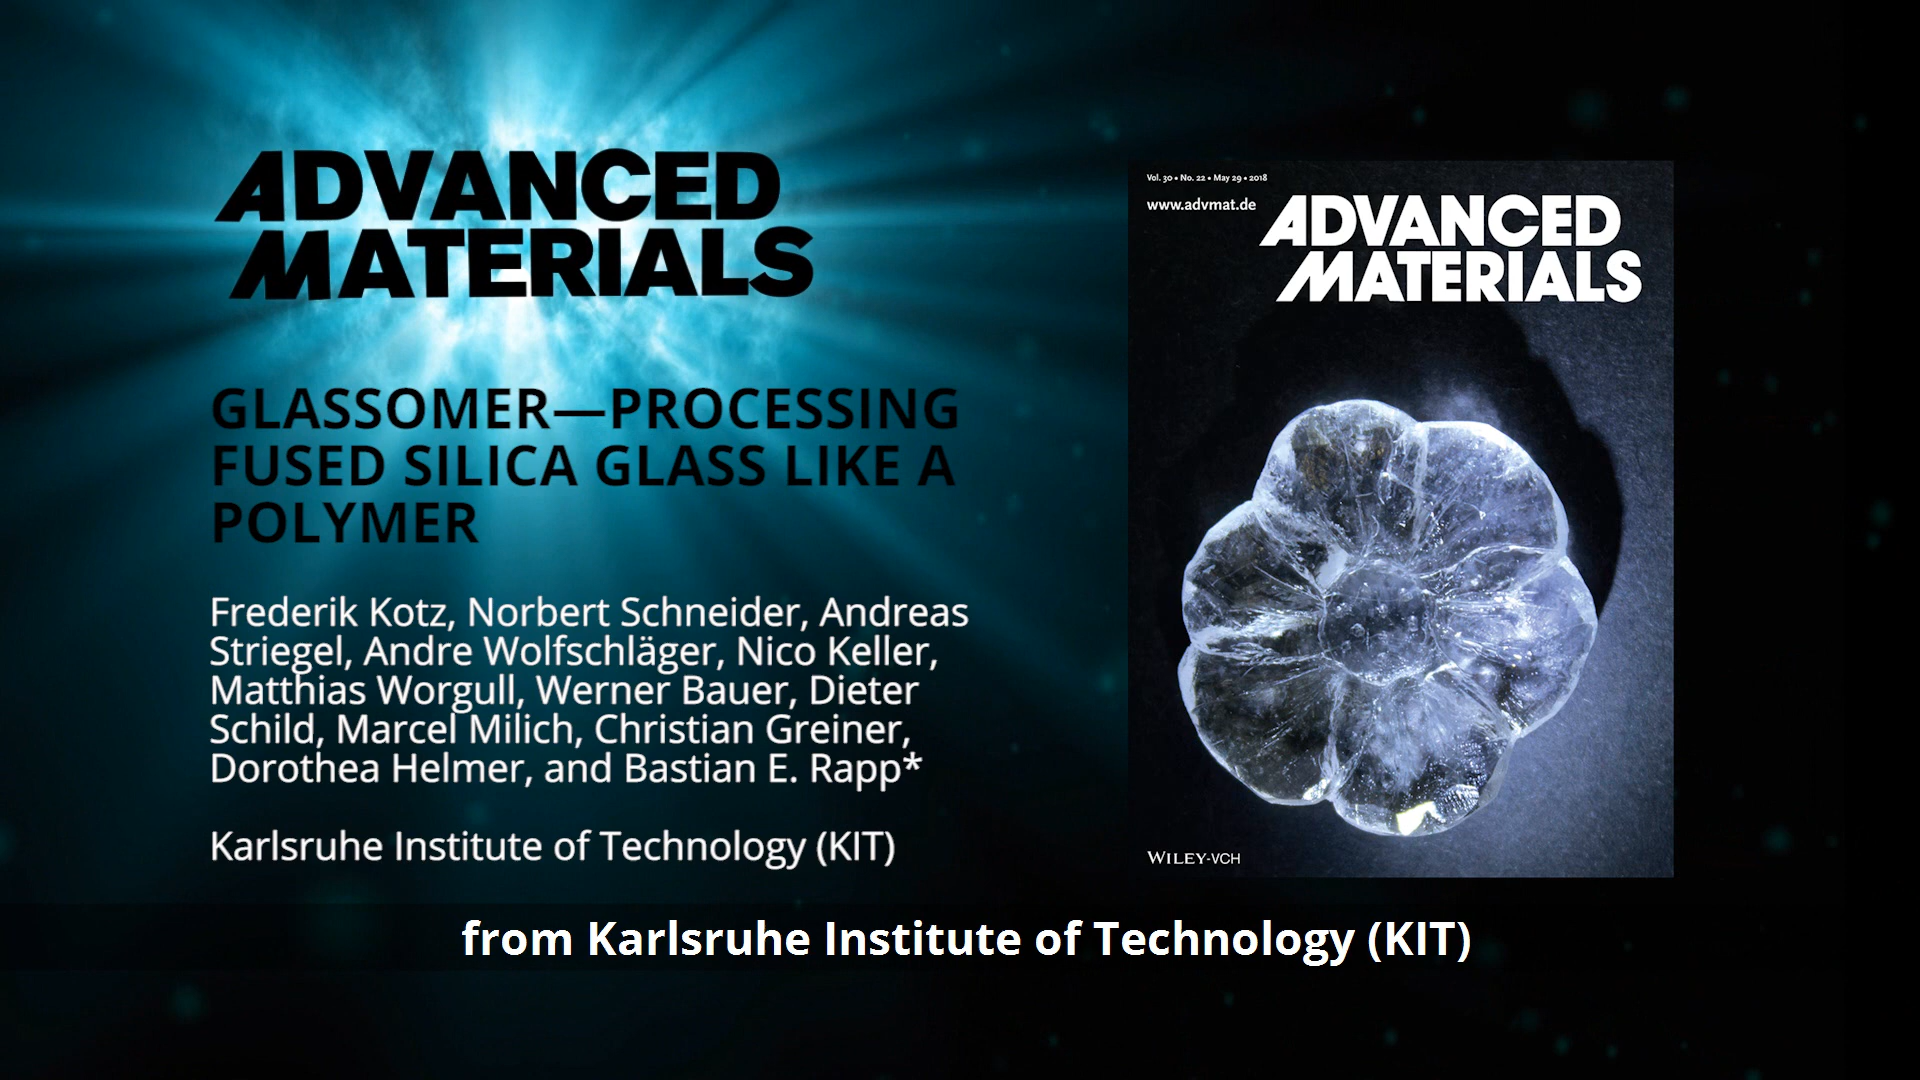 ADVANCED
MATERIALS
GLASSOMER—PROCESSING
FUSED SILICA GLASS LIKE A
POLYMER
Frederik Kotz, Norbert Schneider, Andreas
Striegel, Andre Wolfschläger, Nico Keller,
Matthias Worgull, Werner Bauer, Dieter
Schild, Marcel Milich, Christian Greiner,
Dorothea Helmer, and Bastian E. Rapp*
Karlsruhe Institute of Technology (KIT)
Vol. 30 • No. 22 • May 29 • 2018
www.advmat.de
ADVANCED
MATERIALS
WILEY-VCH
from Karlsruhe Institute of Technology (KIT)